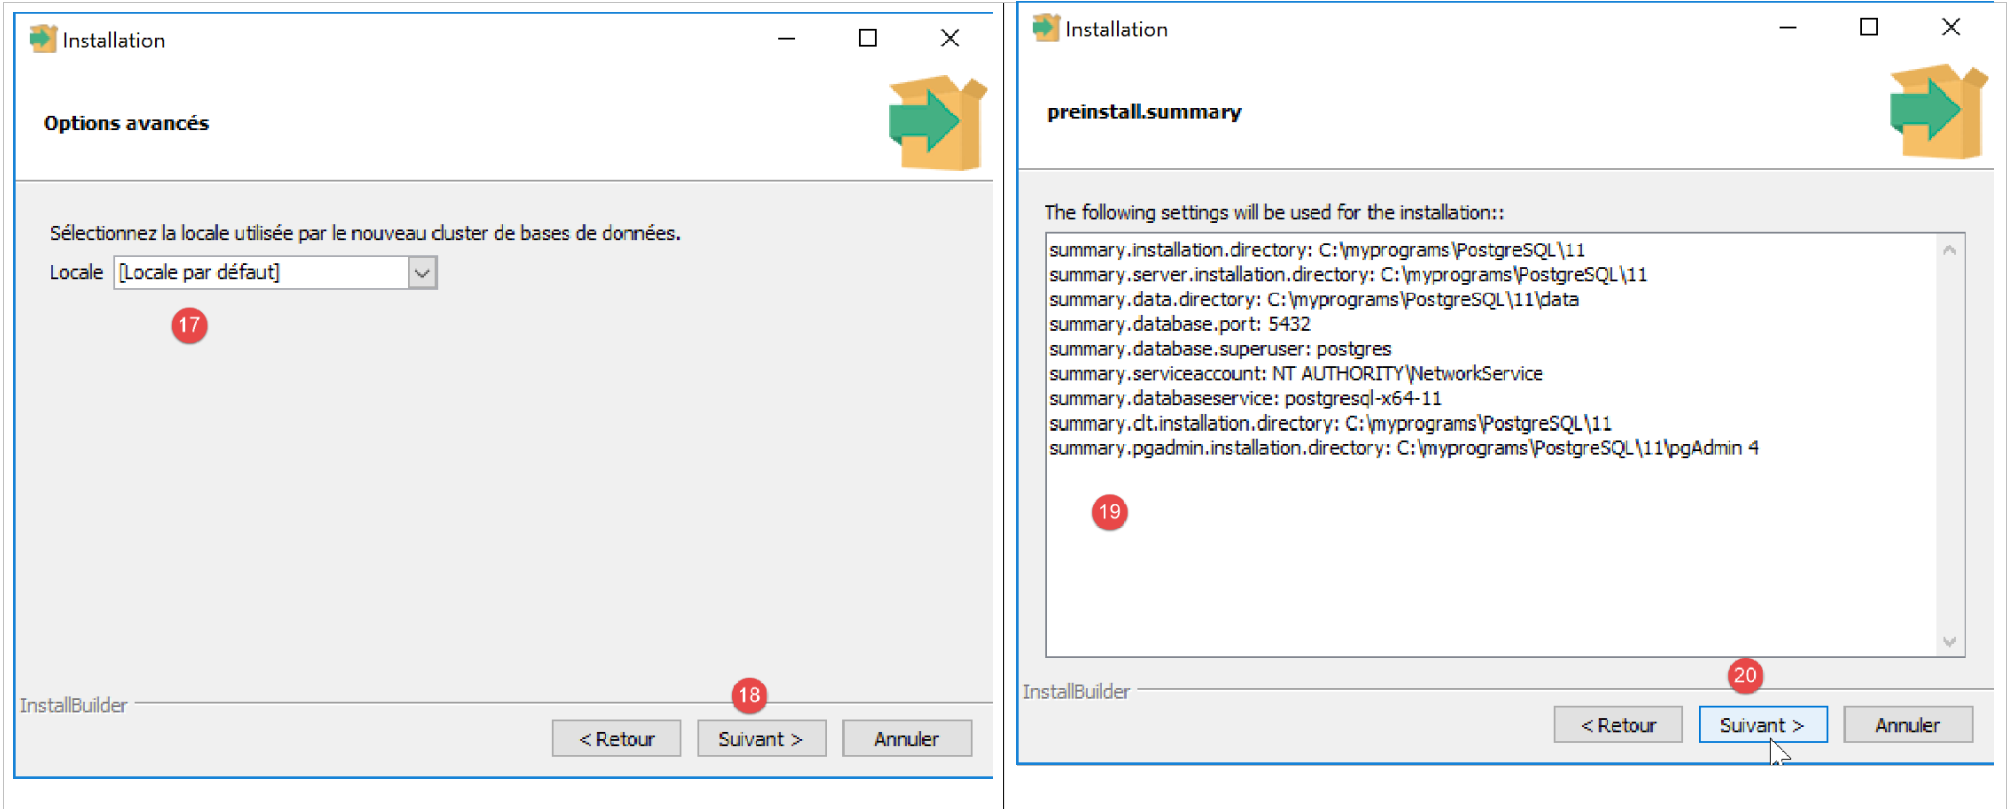 Installation
Options avancés
Sélectionnez la locale utilisée par le nouveau cluster de bases de données.
Locale [Locale par défaut]
17
18
InstallBuilder
< Retour Suivant > Annuler
Installation
preinstall.summary
The following settings will be used for the installation::
summary.installation.directory: C:\myprograms\PostgreSQL\11
summary.server.installation.directory: C:\myprograms\PostgreSQL\11
summary.data.directory: C:\myprograms\PostgreSQL\11\data
summary.database.port: 5432
summary.database.superuser: postgres
summary.serviceaccount: NT AUTHORITY\NetworkService
summary.databaseservice: postgresql-x64-11
summary.clt.installation.directory: C:\myprograms\PostgreSQL\11
summary.pgadmin.installation.directory: C:\myprograms\PostgreSQL\11\pgAdmin 4
19
20
InstallBuilder
< Retour Suivant > Annuler